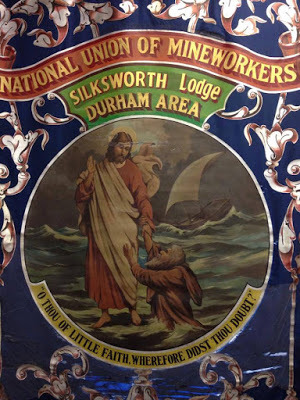 NATIONAL UNION OF MINEWORKERS
SILKSWORTH Lodge
DURHAM AREA
O THOU OF LITTLE FAITH, WHEREFORE DIDST THOU DOUBT?